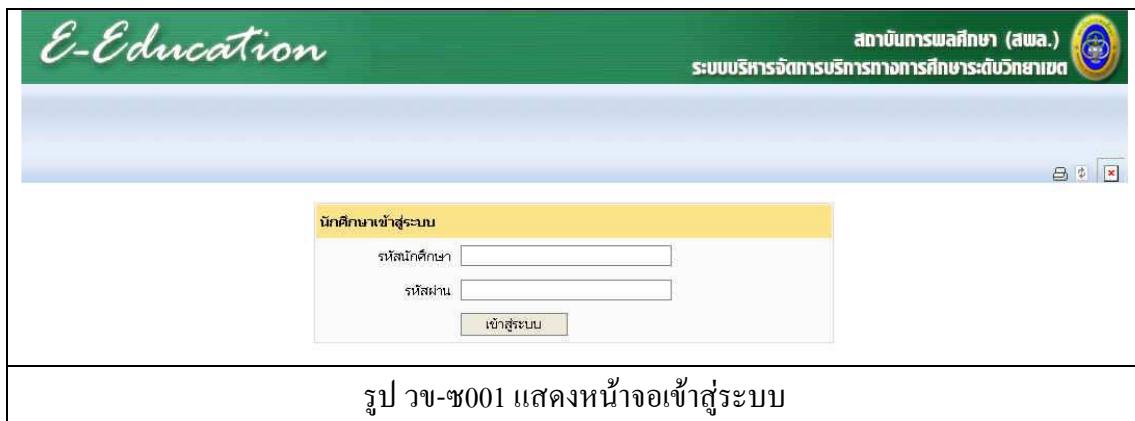 E-Education
สถาบันการพลศึกษา (สพล.)
ระบบบริหารจัดการบริการทางการศึกษาระดับวิทยาเขต
นักศึกษาเข้าสู่ระบบ
รหัสนักศึกษา
รหัสผ่าน
เข้าสู่ระบบ
รูป วข-ซ001 แสดงหน้าจอเข้าสู่ระบบ